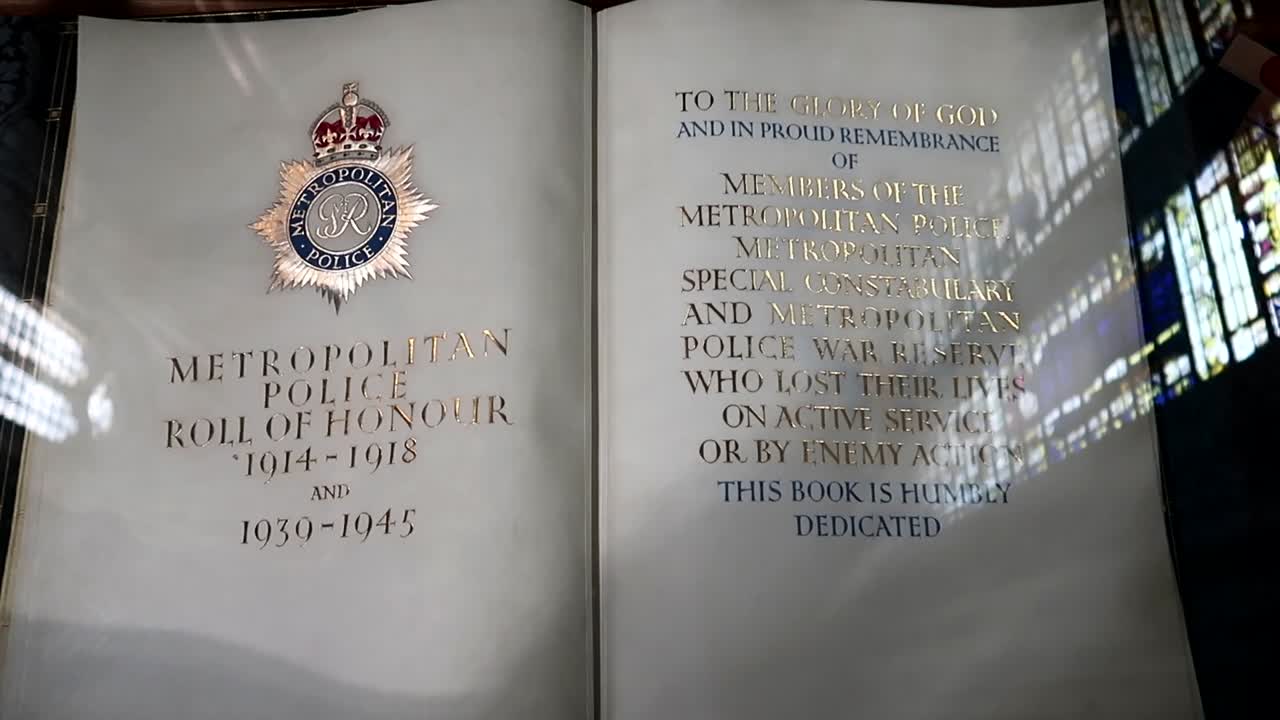 METROPOLITAN
POLICE
GR
METROPOLITAN
POLICE
ROLL OF HONOUR
1914-1918
AND
1939-1945
TO THE GLORY OF GOD
AND IN PROUD REMEMBRANCE
OF
MEMBERS OF THE
METROPOLITAN POLICE,
METROPOLITAN
SPECIAL CONSTABULARY
AND METROPOLITAN
POLICE WAR RESERVE
WHO LOST THEIR LIVES
ON ACTIVE SERVICE
OR BY ENEMY ACTION
THIS BOOK IS HUMBLY
DEDICATED